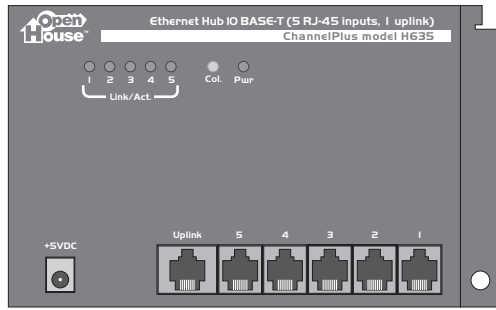 Open House
Ethernet Hub 10 BASE-T (5 RJ-45 inputs, 1 uplink)
ChannelPlus model H635
1 2 3 4 5 Col. Pwr
Link/Act.
+5VDC
Uplink 5 4 3 2 1